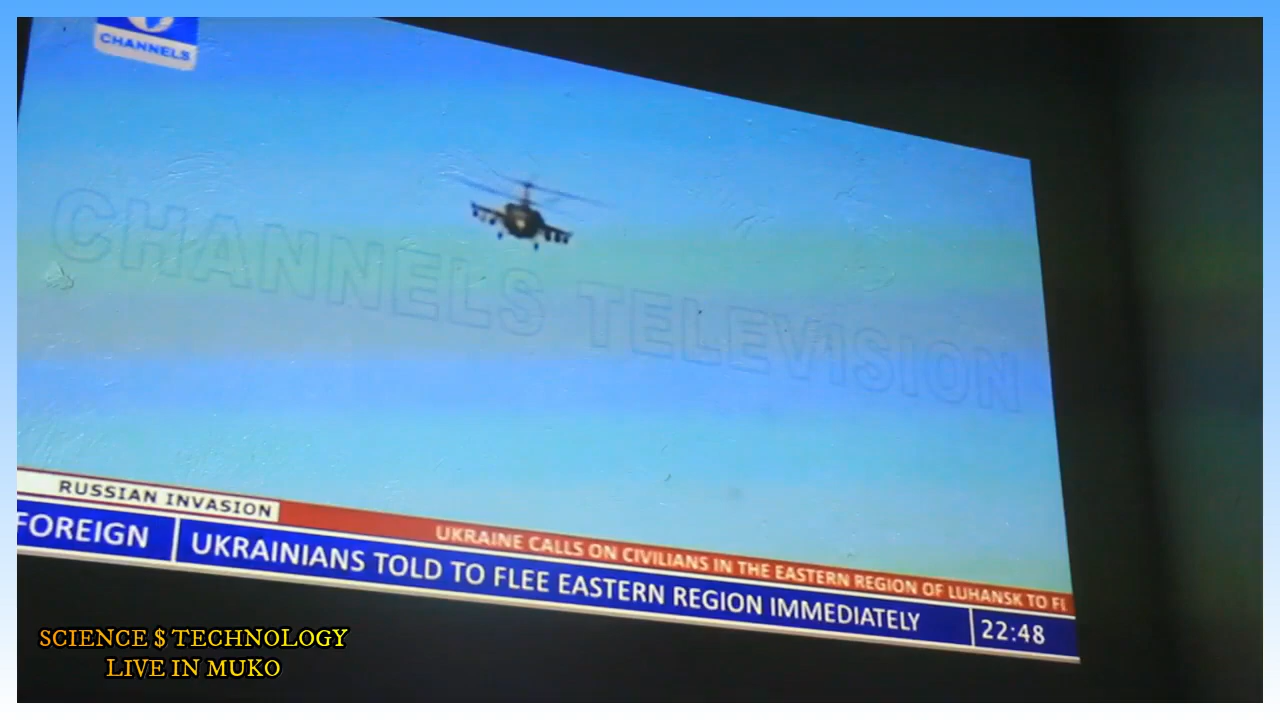 CHANNELS
CHANNELS TELEVISION
RUSSIAN INVASION
UKRAINE CALLS ON CIVILIANS IN THE EASTERN REGION OF LUHANSK TO FL
FOREIGN
UKRAINIANS TOLD TO FLEE EASTERN REGION IMMEDIATELY
22:48
SCIENCE $ TECHNOLOGY
LIVE IN MUKO